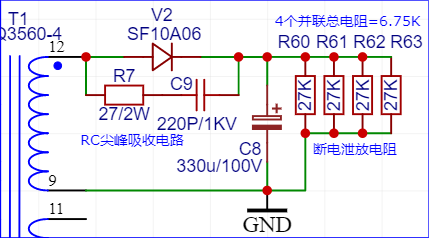 T1
Q3560-4
V2
SF10A06
4个并联总电阻=6.75K
R60 R61 R62 R63
12
R7
27/2W
C9
220P/1KV
RC尖峰吸收电路
27K 27K 27K 27K
+
C8
330u/100V
断电泄放电阻
9
11
GND